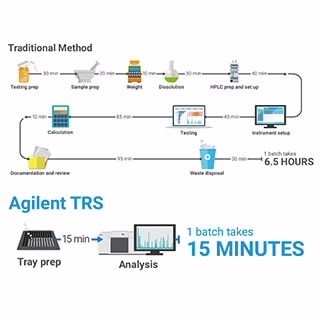 Traditional Method
30 min
20 min
10 min
30 min
40 min
Testing prep
Sample prep
Weight
Dissolution
HPLC prep and set up
10 min
85 min
45 min
Calculation
Testing
Instrument setup
95 min
30 min
1 batch takes
6.5 HOURS
Documentation and review
Waste disposal
Agilent TRS
15 min
1 batch takes
15 MINUTES
Tray prep
Analysis